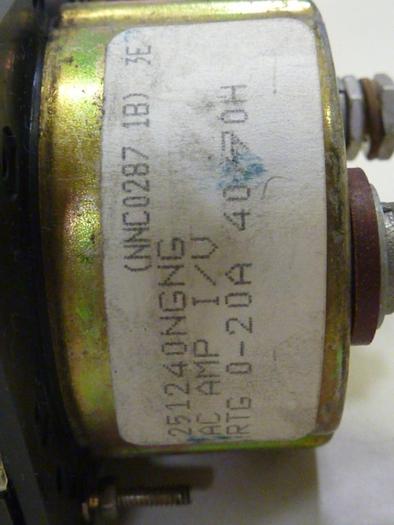 (NNC0287 1B) 3E
251240NGNG
AC AMP I/V
RTG 0-20A 40/70H